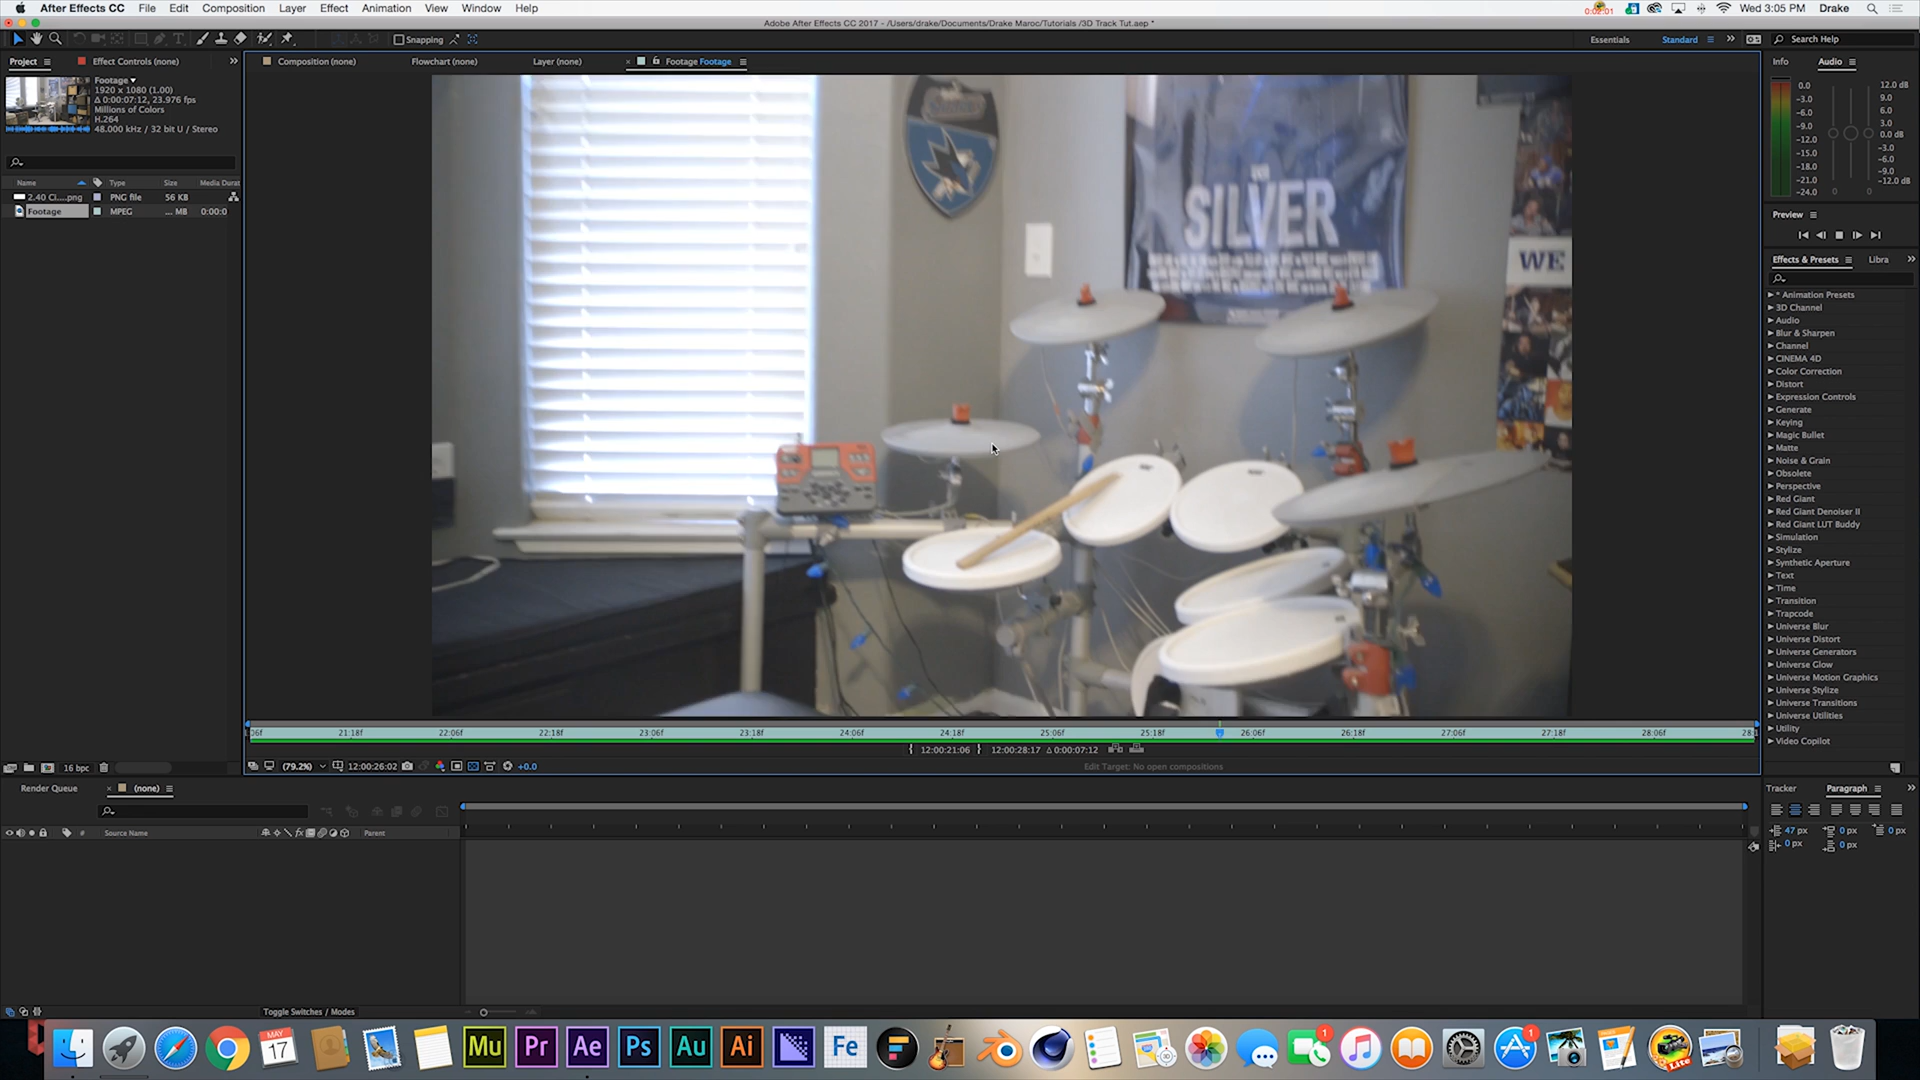 After Effects CC File Edit Composition Layer Effect Animation View Window Help
0:02:01 Wed 3:05 PM Drake
Adobe After Effects CC 2017 - /Users/drake/Documents/Drake Maroc/Tutorials /3D Track Tut.aep *
Snapping Essentials Standard Search Help
Project Effect Controls (none)
Composition (none) Flowchart (none) Layer (none) Footage Footage
Info Audio
Footage
1920 x 1080 (1.00)
Δ 0:00:07:12, 23.976 fps
Millions of Colors
H.264
48.000 kHz / 32 bit U / Stereo
Name Type Size Media Durat
2.40 Ci....png PNG file 56 KB
Footage MPEG ... MB 0:00:0
SILVER
WE
0.0
-3.0
-6.0
-9.0
-12.0
-15.0
-18.0
-21.0
-24.0
0 0
12.0 dB
9.0
6.0
3.0
0.0 dB
-3.0
-6.0
-9.0
-12.0 dB
Preview
Effects & Presets Libra
* Animation Presets
3D Channel
Audio
Blur & Sharpen
Channel
CINEMA 4D
Color Correction
Distort
Expression Controls
Generate
Keying
Magic Bullet
Matte
Noise & Grain
Obsolete
Perspective
Red Giant
Red Giant Denoiser II
Red Giant LUT Buddy
Simulation
Stylize
Synthetic Aperture
Text
Time
Transition
Trapcode
Universe Blur
Universe Distort
Universe Generators
Universe Glow
Universe Motion Graphics
Universe Stylize
Universe Transitions
Universe Utilities
Utility
Video Copilot
06f 21:18f 22:06f 22:18f 23:06f 23:18f 24:06f 24:18f 25:06f 25:18f 26:06f 26:18f 27:06f 27:18f 28:06f 28:1
12:00:21:06 12:00:28:17 Δ 0:00:07:12
16 bpc (79.2%) 12:00:26:02 +0.0 Edit Target: No open compositions
Render Queue (none)
# Source Name Parent
Tracker Paragraph
47 px 0 px 0 px
0 px 0 px
Toggle Switches / Modes
MAY
17
Mu Pr Ae Ps Au Ai Fe
1 1
Lite